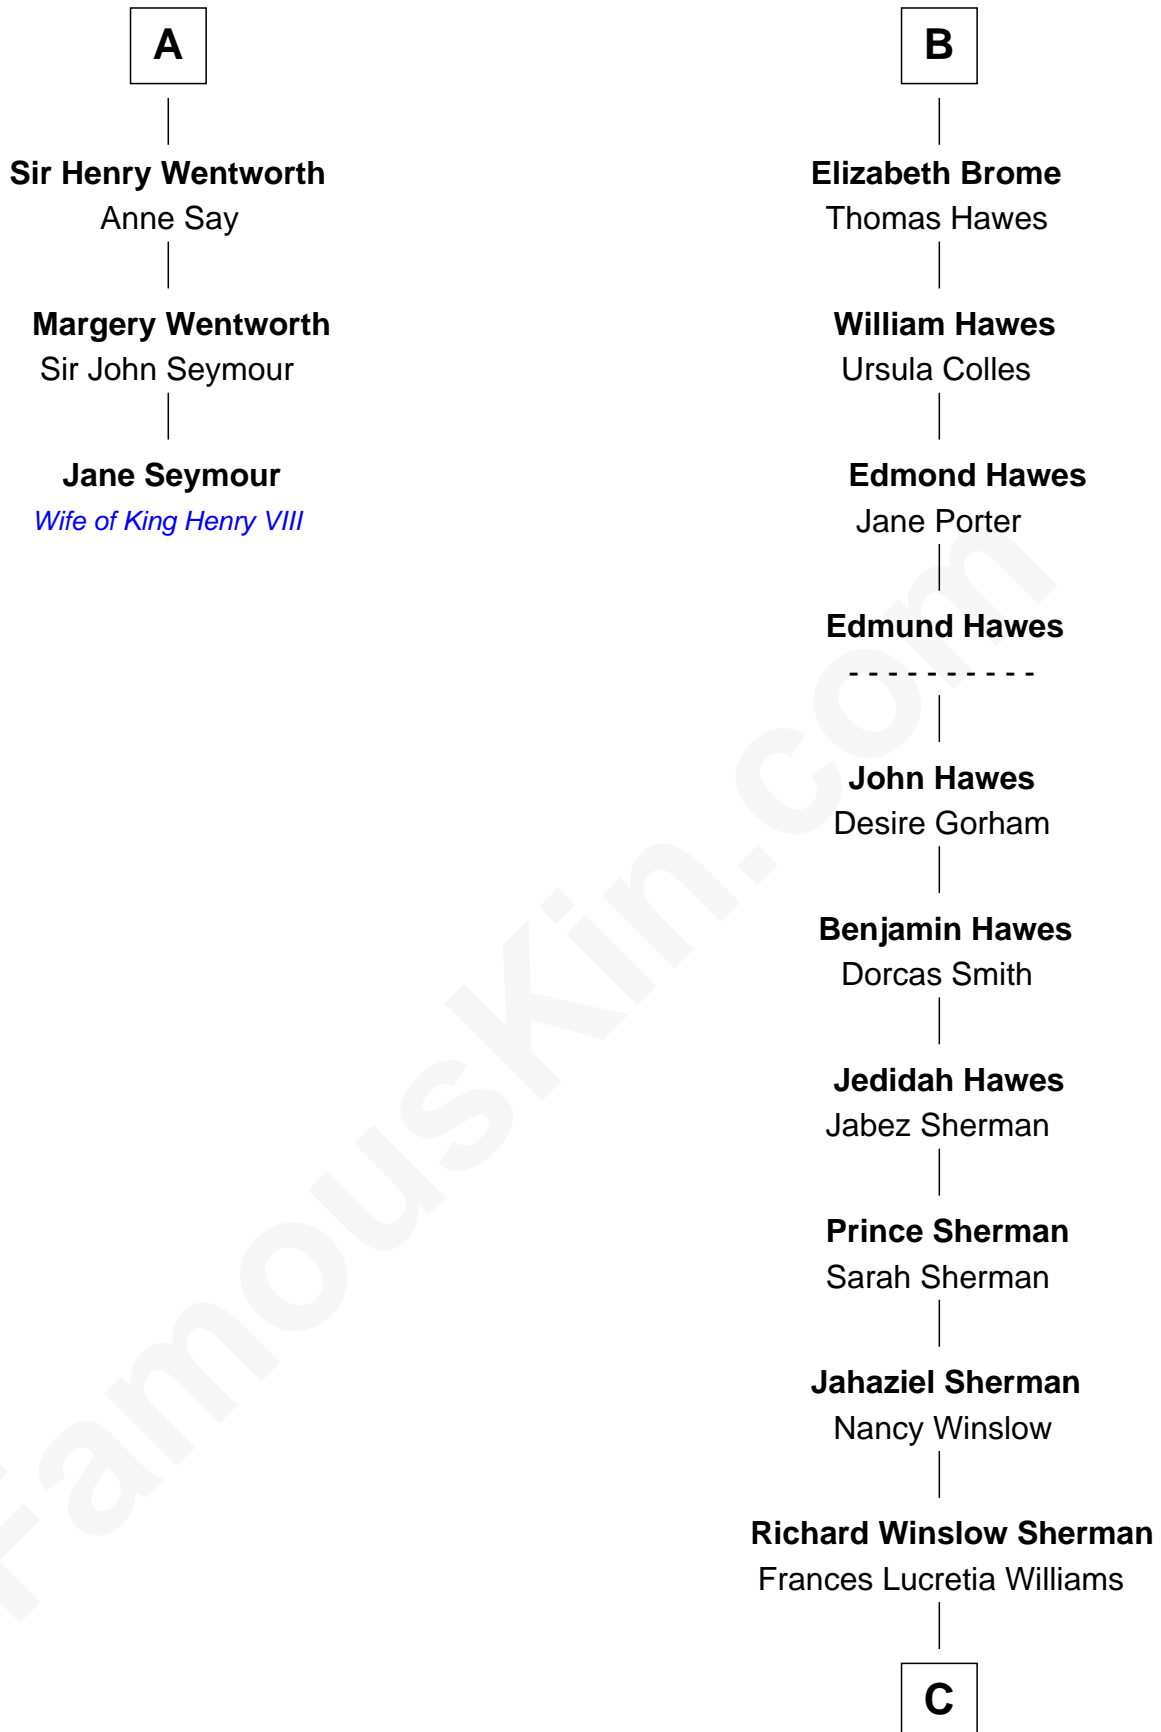 A
Sir Henry Wentworth
Anne Say
Margery Wentworth
Sir John Seymour
Jane Seymour
Wife of King Henry VIII
B
Elizabeth Brome
Thomas Hawes
William Hawes
Ursula Colles
Edmond Hawes
Jane Porter
Edmund Hawes
- - - - - - - - - -
John Hawes
Desire Gorham
Benjamin Hawes
Dorcas Smith
Jedidah Hawes
Jabez Sherman
Prince Sherman
Sarah Sherman
Jahaziel Sherman
Nancy Winslow
Richard Winslow Sherman
Frances Lucretia Williams
C
FamousKin.com